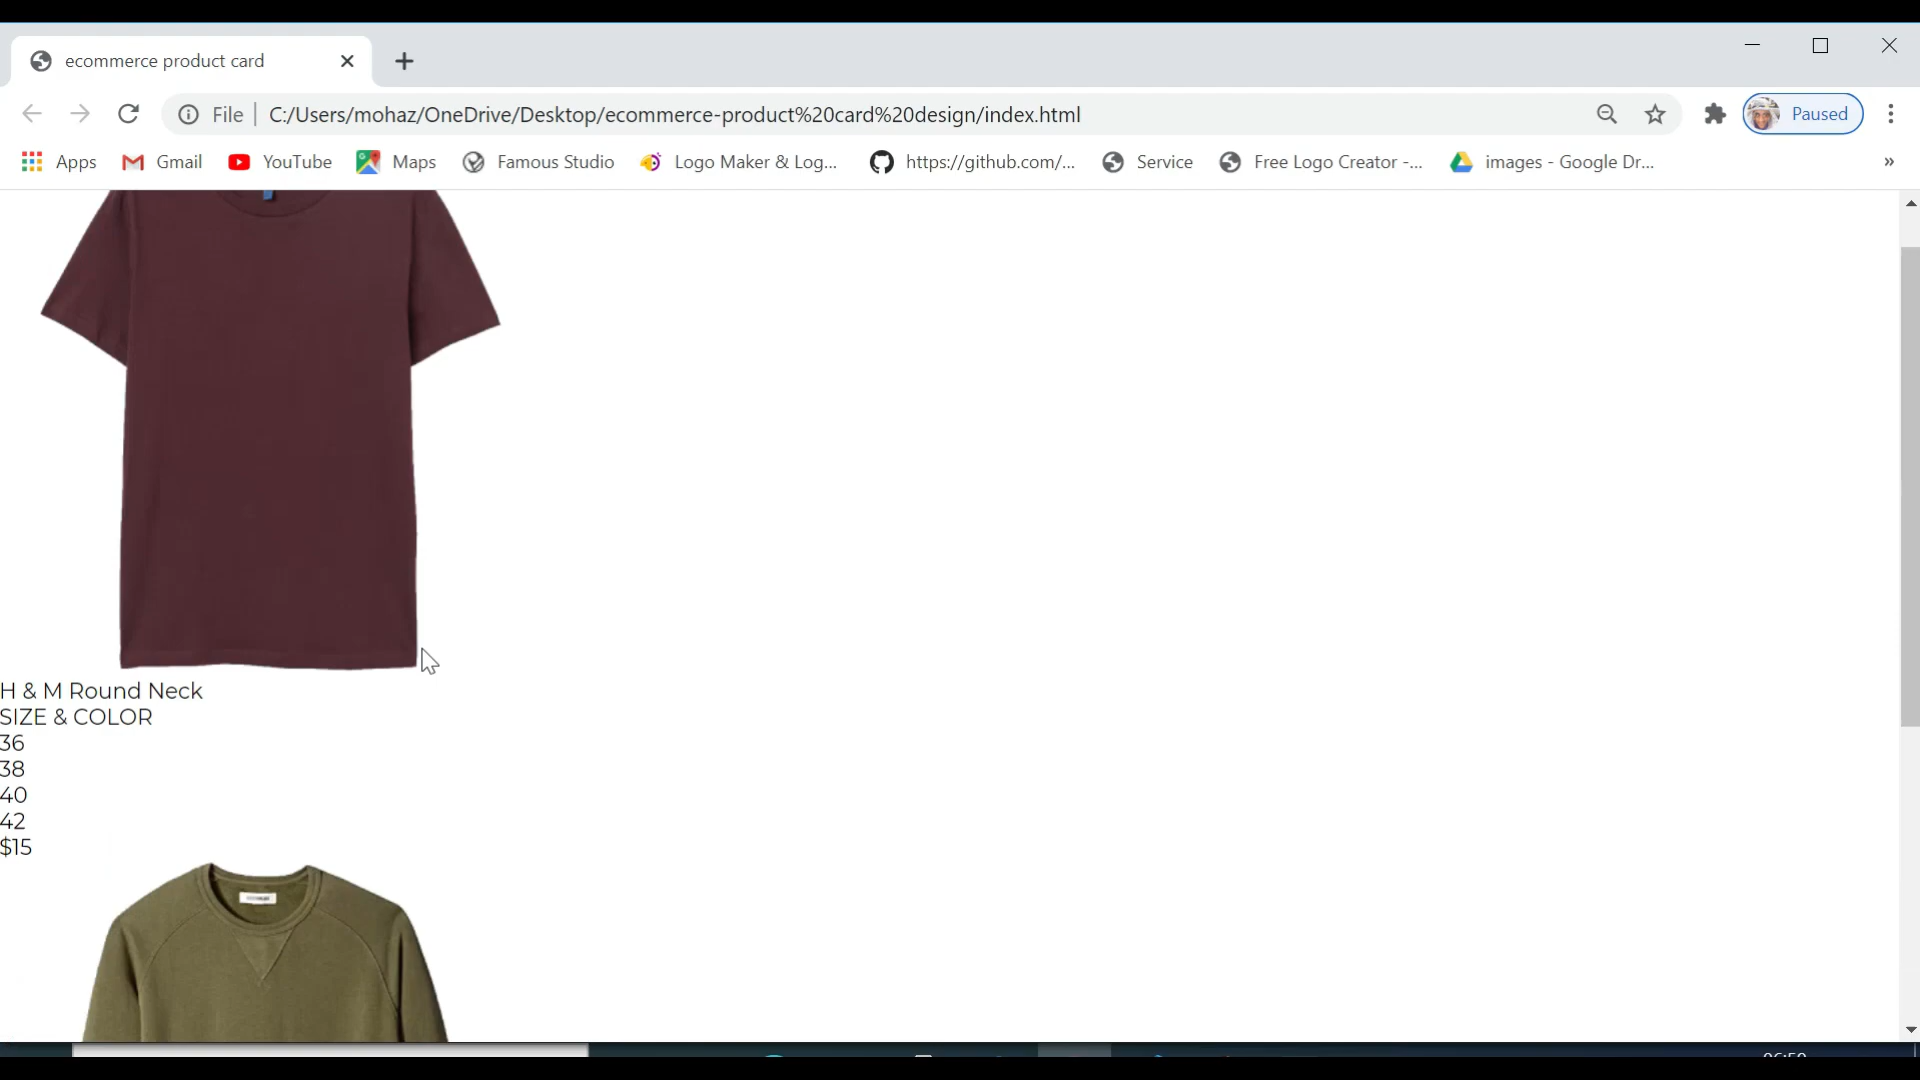 ecommerce product card
File
C:/Users/mohaz/OneDrive/Desktop/ecommerce-product%20card%20design/index.html
Paused
Apps
Gmail
YouTube
Maps
Famous Studio
Logo Maker & Log...
https://github.com/...
Service
Free Logo Creator -...
images - Google Dr...
»
H & M Round Neck
SIZE & COLOR
36
38
40
42
$15